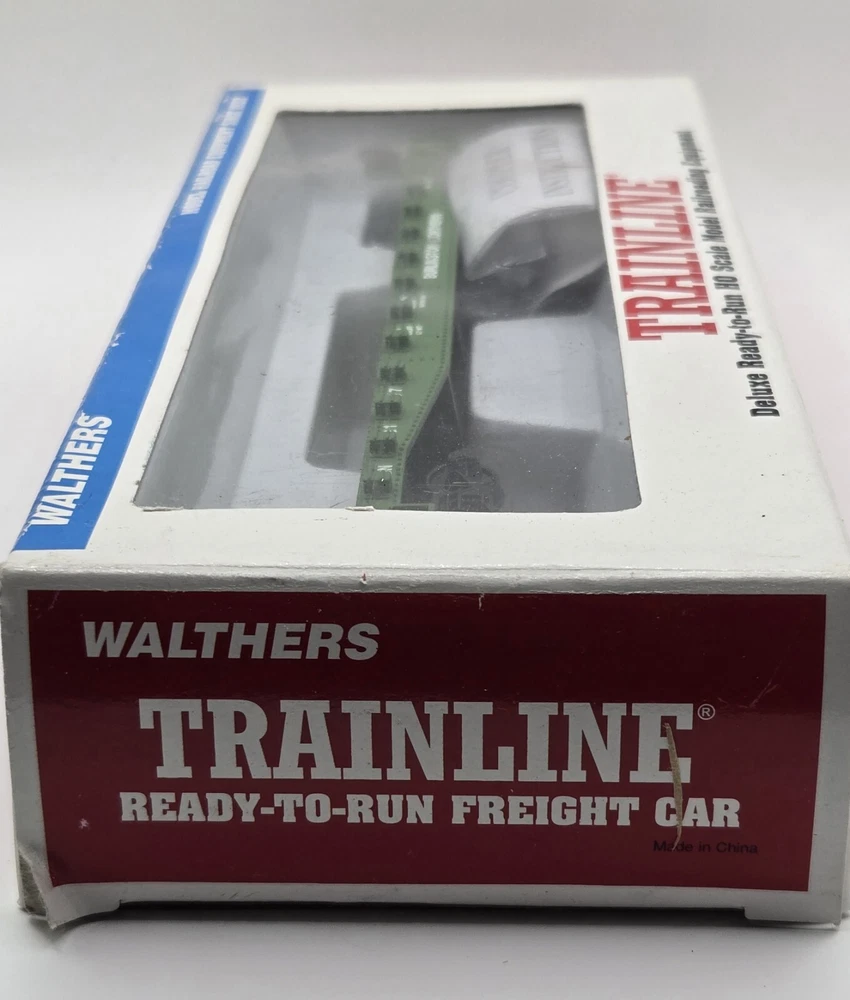 WALTHERS
TRAINLINE
Deluxe Ready-to-Run HO Scale Model Railroading Equipment
WALTHERS
TRAINLINE®
READY-TO-RUN FREIGHT CAR
Made in China